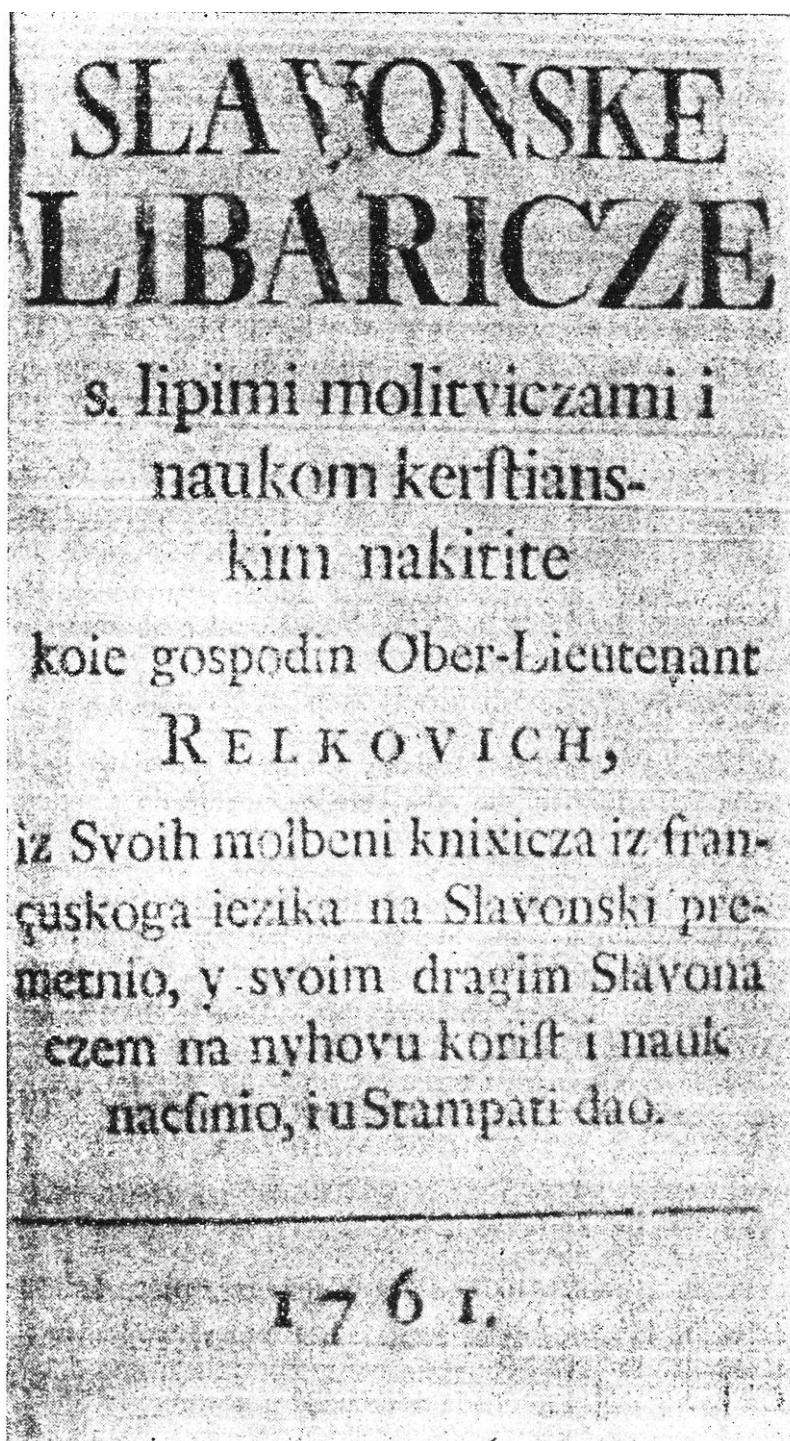 SLAVONSKE
LIBARICZE
s. lipimi molitviczami i
naukom kerſtians-
kim nakitite
koie gospodin Ober-Lieutenant
RELKOVICH,
iz Svoih molbeni knixicza iz fran-
çuskoga iezika na Slavonski pre-
metnio, y svoim dragim Slavona
czem na nyhovu koriſt i nauk
nacſinio, i u Stampati dao.
1761.